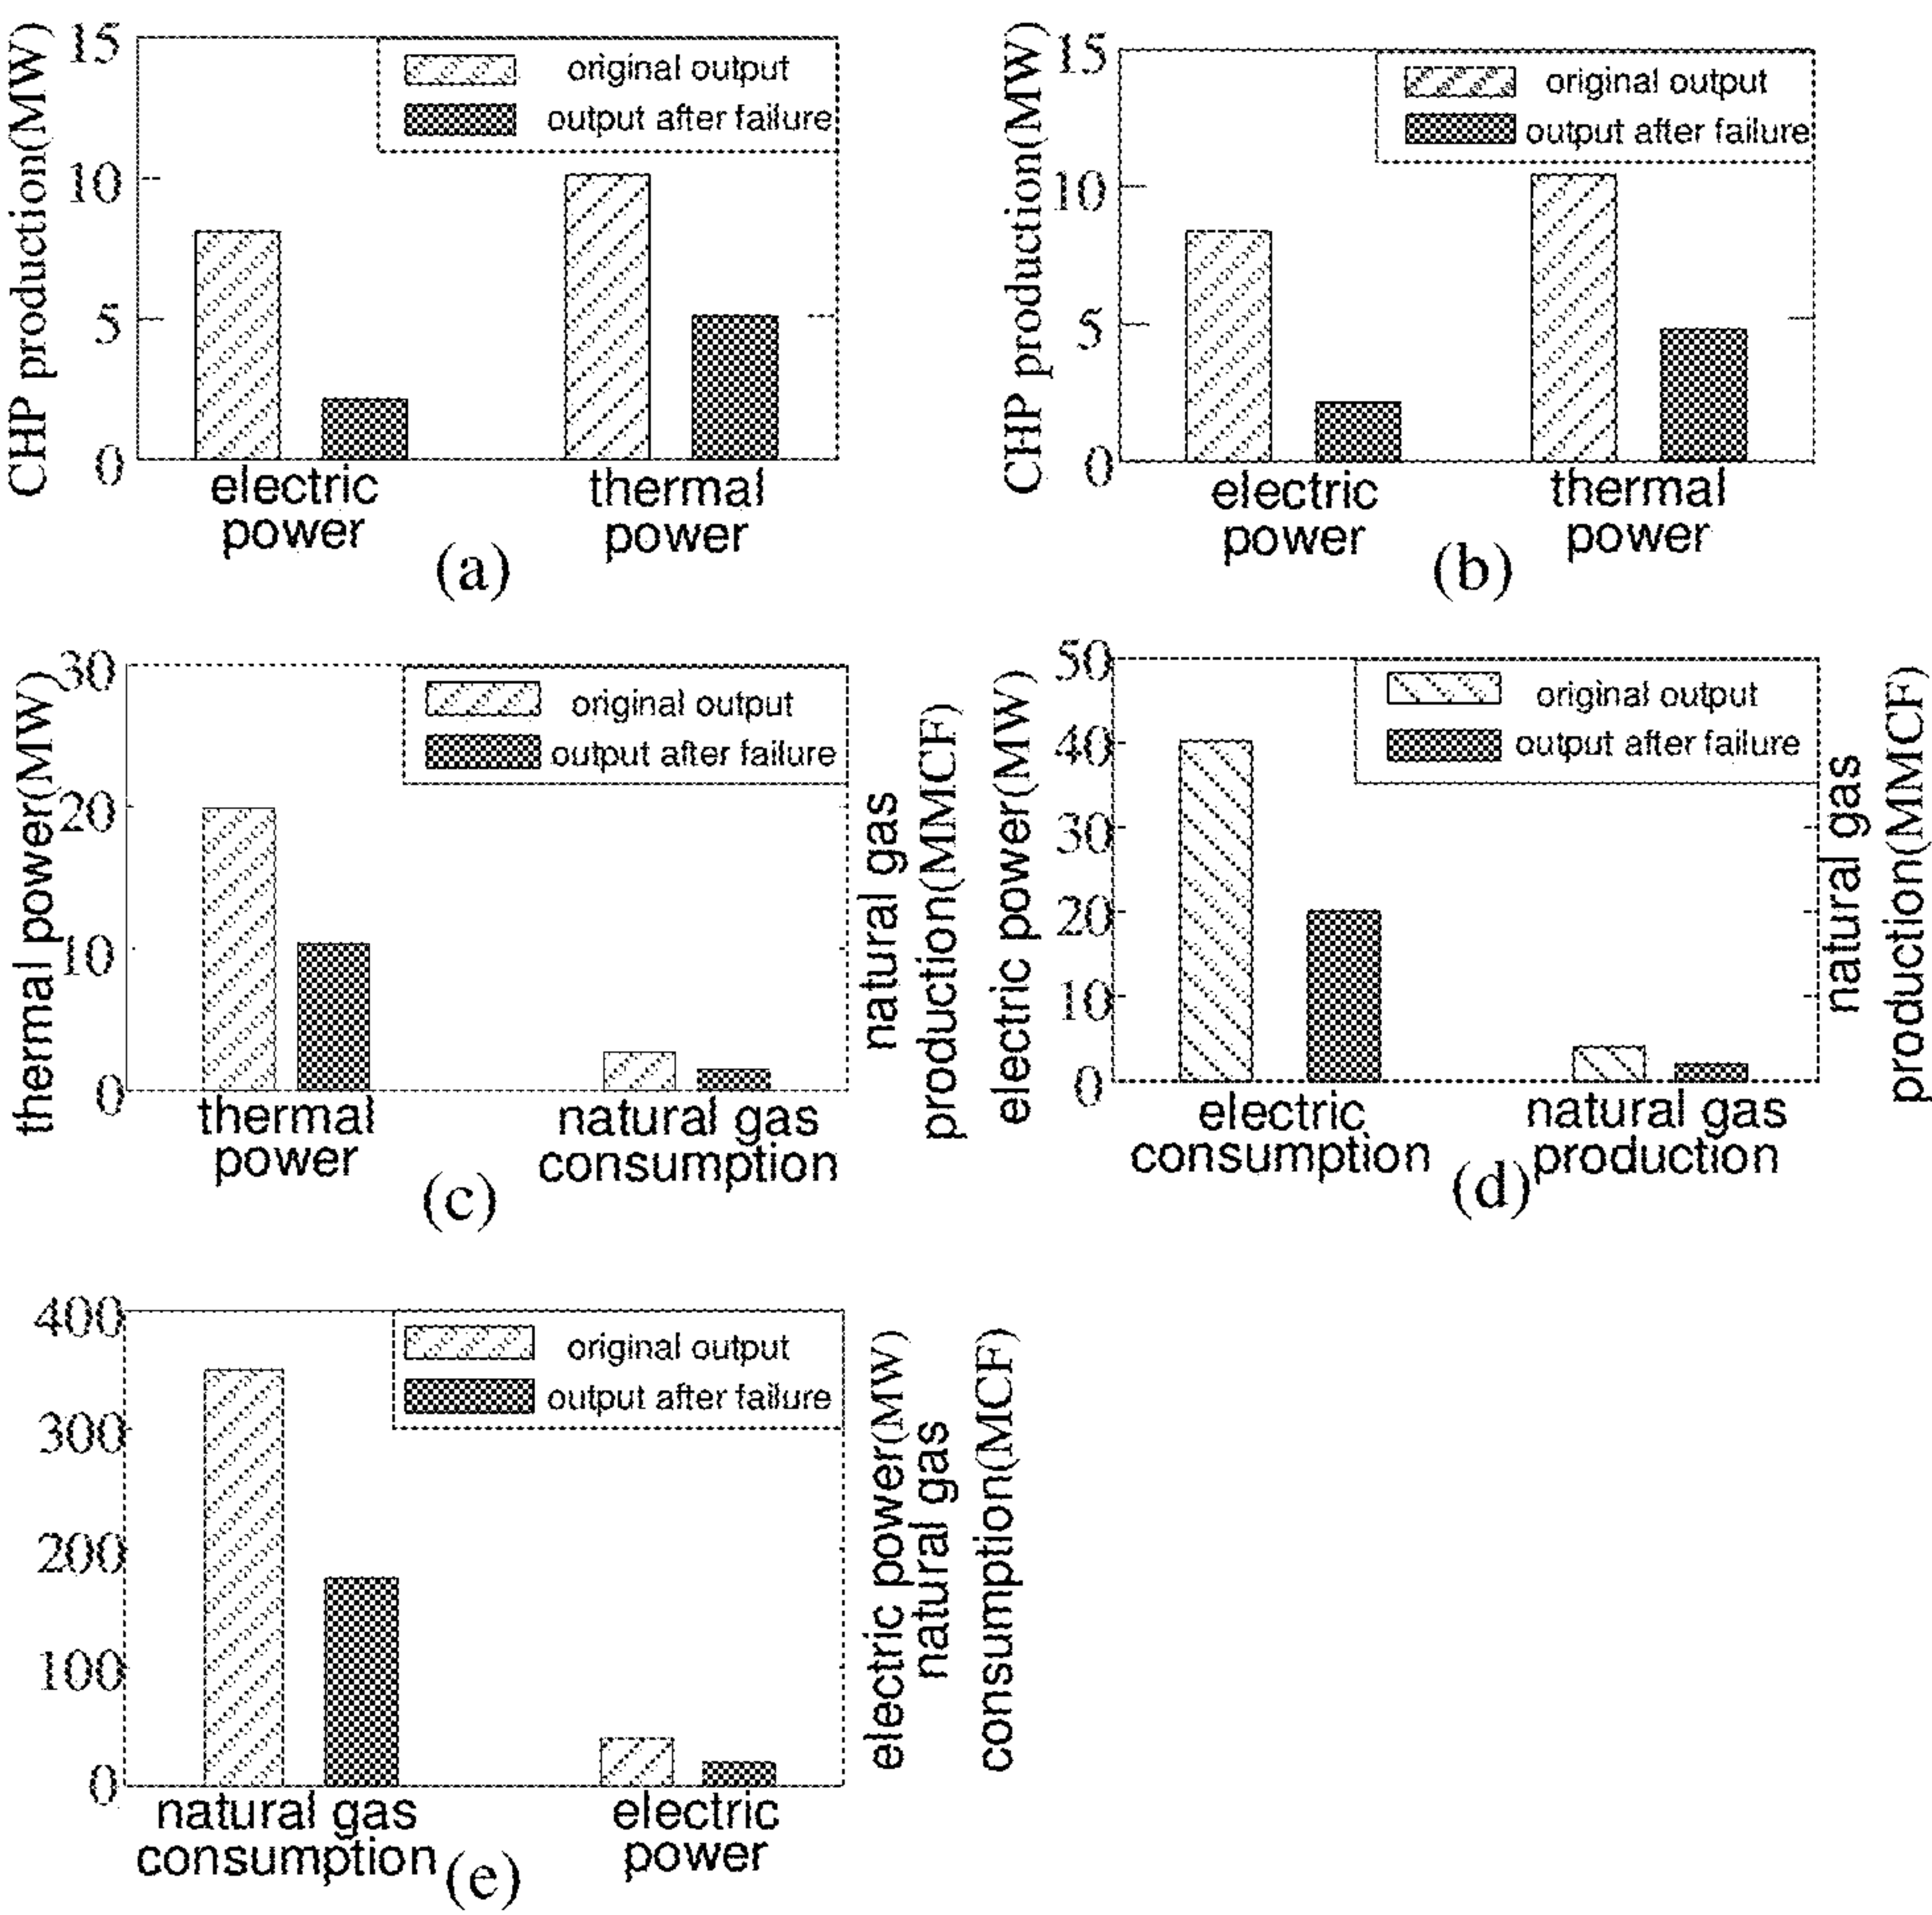 CHP production(MW)
15
10
5
0
original output
output after failure
electric
power
thermal
power
(a)
CHP production(MW)
15
10
5
0
original output
output after failure
electric
power
thermal
power
(b)
thermal power(MW)
30
20
10
0
original output
output after failure
thermal
power
natural gas
consumption
natural gas
production(MMCF)
(c)
electric power(MW)
50
40
30
20
10
0
original output
output after failure
electric
consumption
natural gas
production
natural gas
production(MMCF)
(d)
400
300
200
100
0
original output
output after failure
natural gas
consumption
electric
power
electric power(MW)
natural gas
consumption(MCF)
(e)